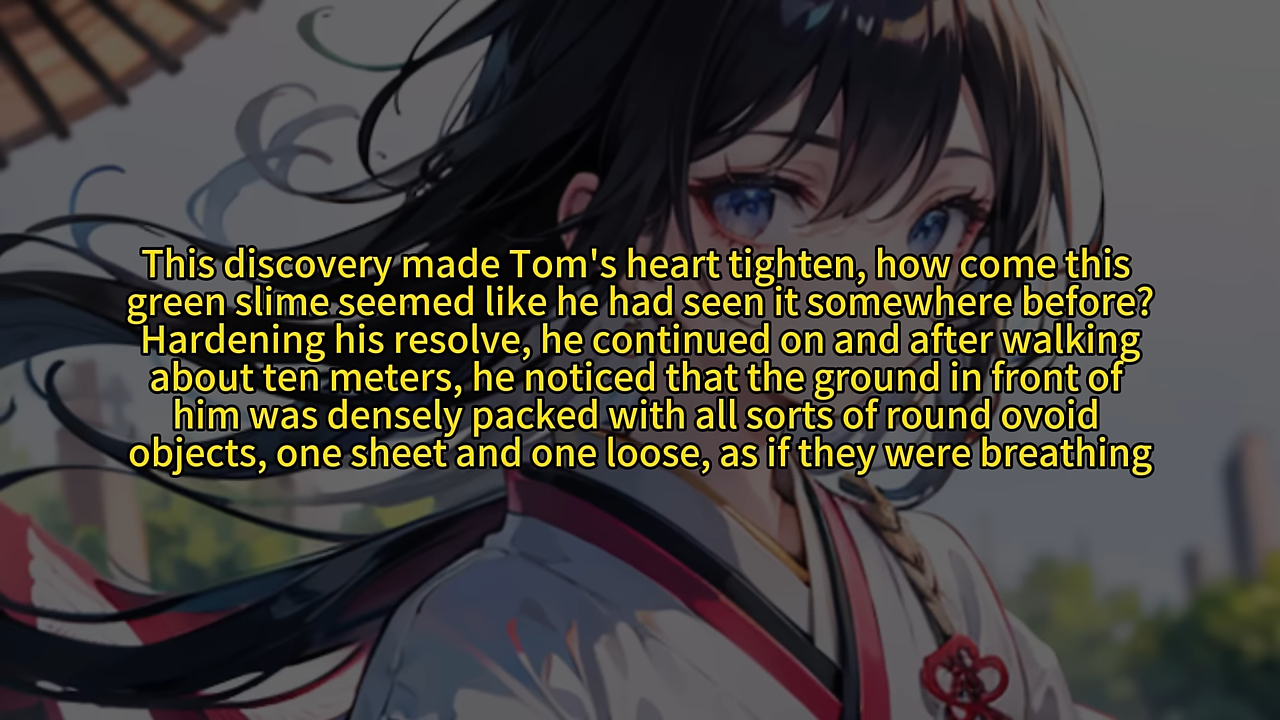 This discovery made Tom's heart tighten, how come this
green slime seemed like he had seen it somewhere before?
Hardening his resolve, he continued on and after walking
about ten meters, he noticed that the ground in front of
him was densely packed with all sorts of round ovoid
objects, one sheet and one loose, as if they were breathing